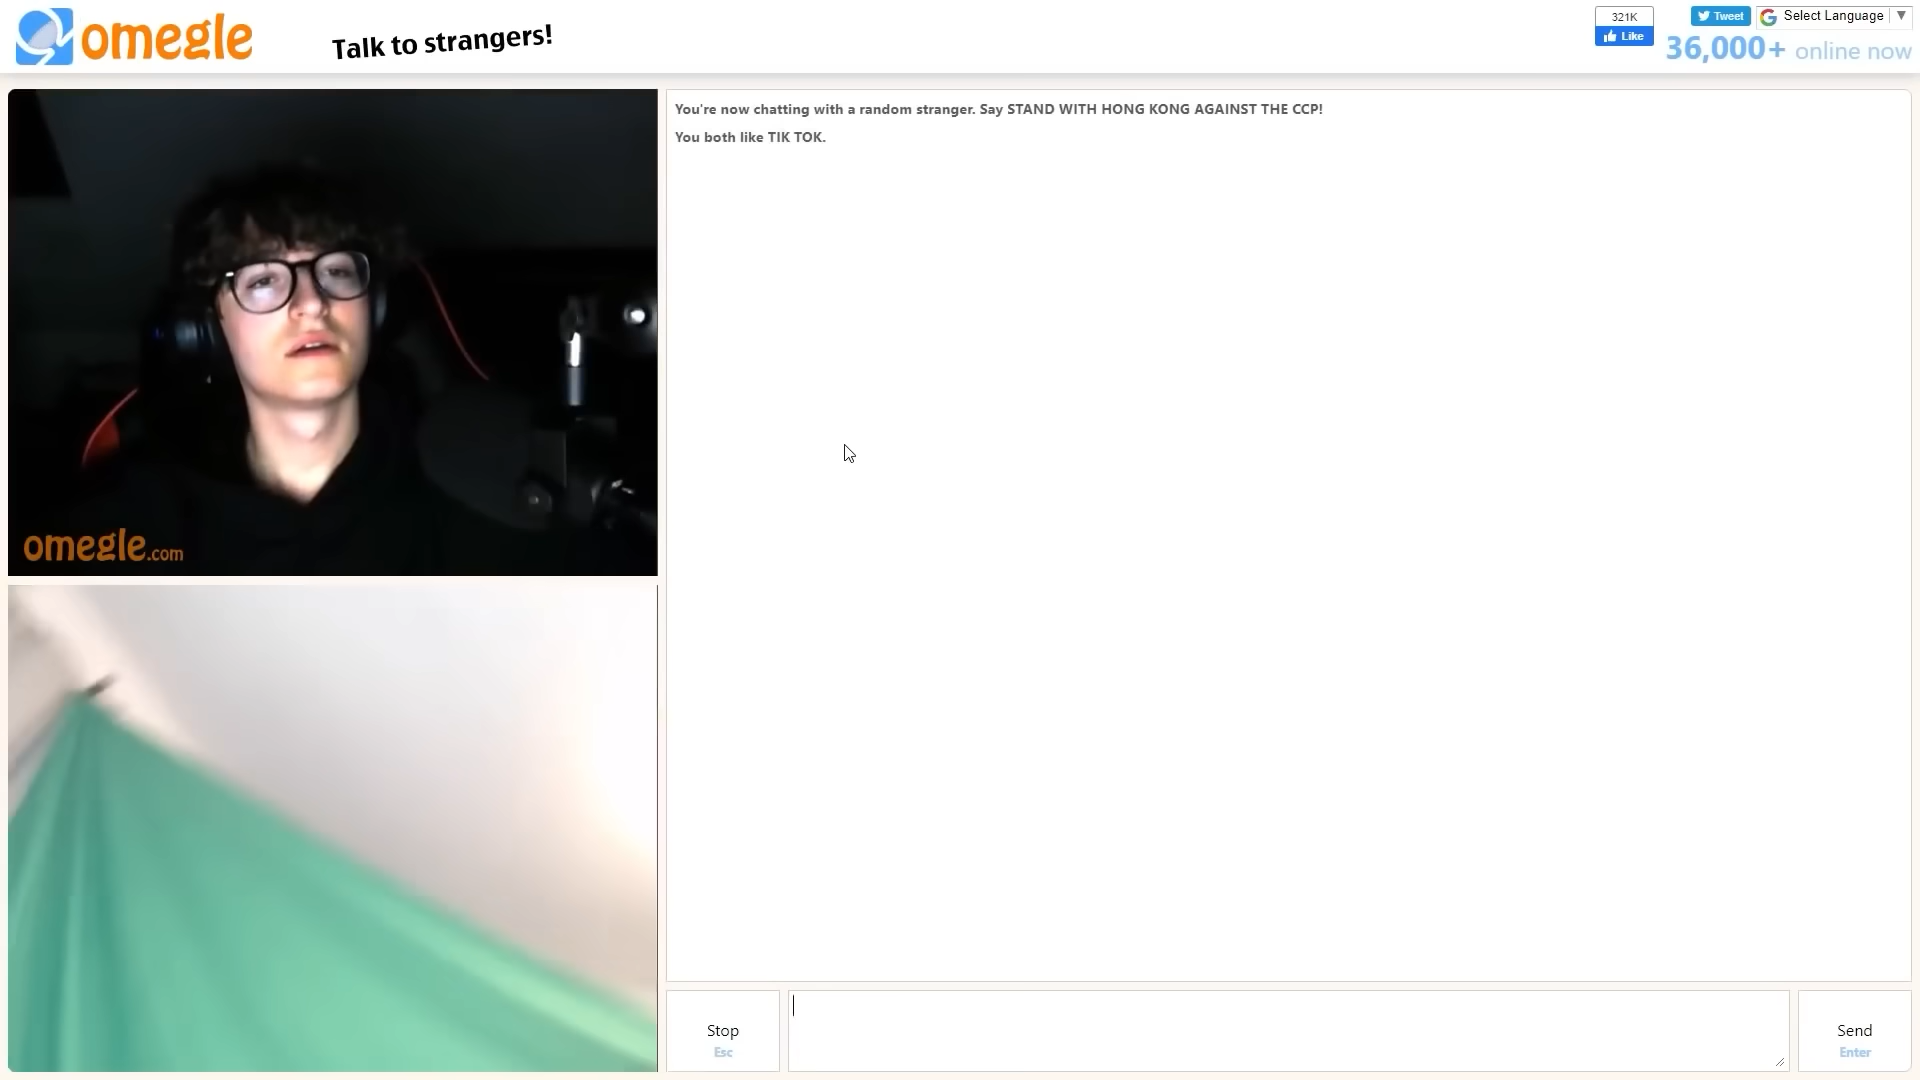 omegle
Talk to strangers!
321K
Like
Tweet
Select Language
36,000+ online now
You're now chatting with a random stranger. Say STAND WITH HONG KONG AGAINST THE CCP!
You both like TIK TOK.
omegle.com
Stop
Esc
Send
Enter